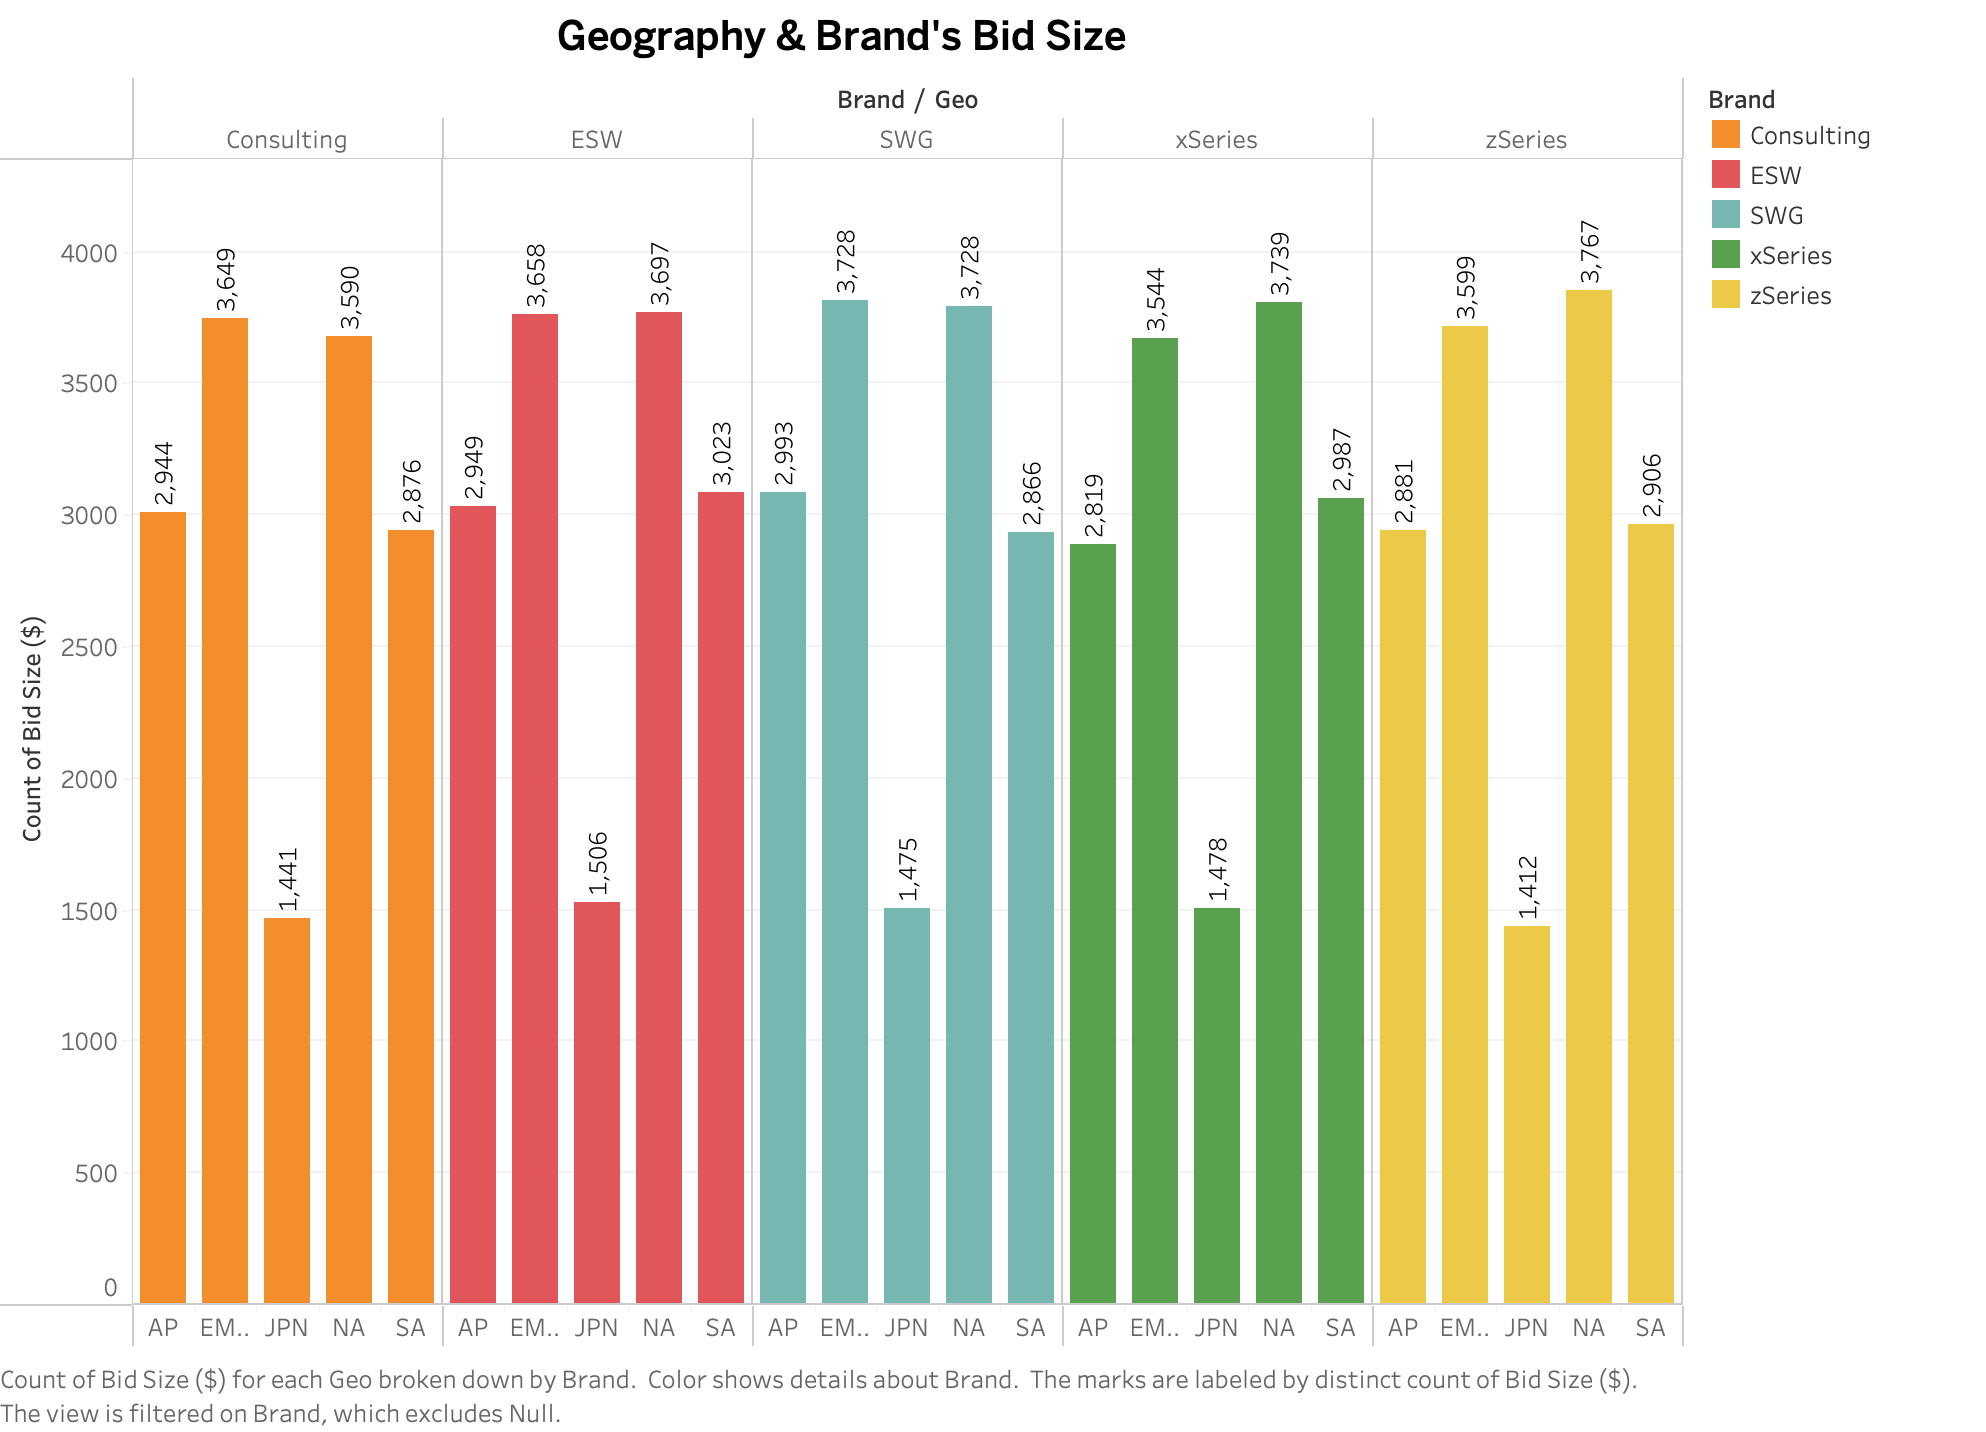 Geography & Brand's Bid Size
Brand / Geo
Consulting ESW SWG xSeries zSeries
Brand
Consulting
ESW
SWG
xSeries
zSeries
Count of Bid Size ($)
4000
3500
3000
2500
2000
1500
1000
500
0
2,944 3,649 1,441 3,590 2,876 2,949 3,658 1,506 3,697 3,023 2,993 3,728 1,475 3,728 2,866 2,819 3,544 1,478 3,739 2,987 2,881 3,599 1,412 3,767 2,906
AP EM.. JPN NA SA AP EM.. JPN NA SA AP EM.. JPN NA SA AP EM.. JPN NA SA AP EM.. JPN NA SA
Count of Bid Size ($) for each Geo broken down by Brand.  Color shows details about Brand.  The marks are labeled by distinct count of Bid Size ($).
The view is filtered on Brand, which excludes Null.